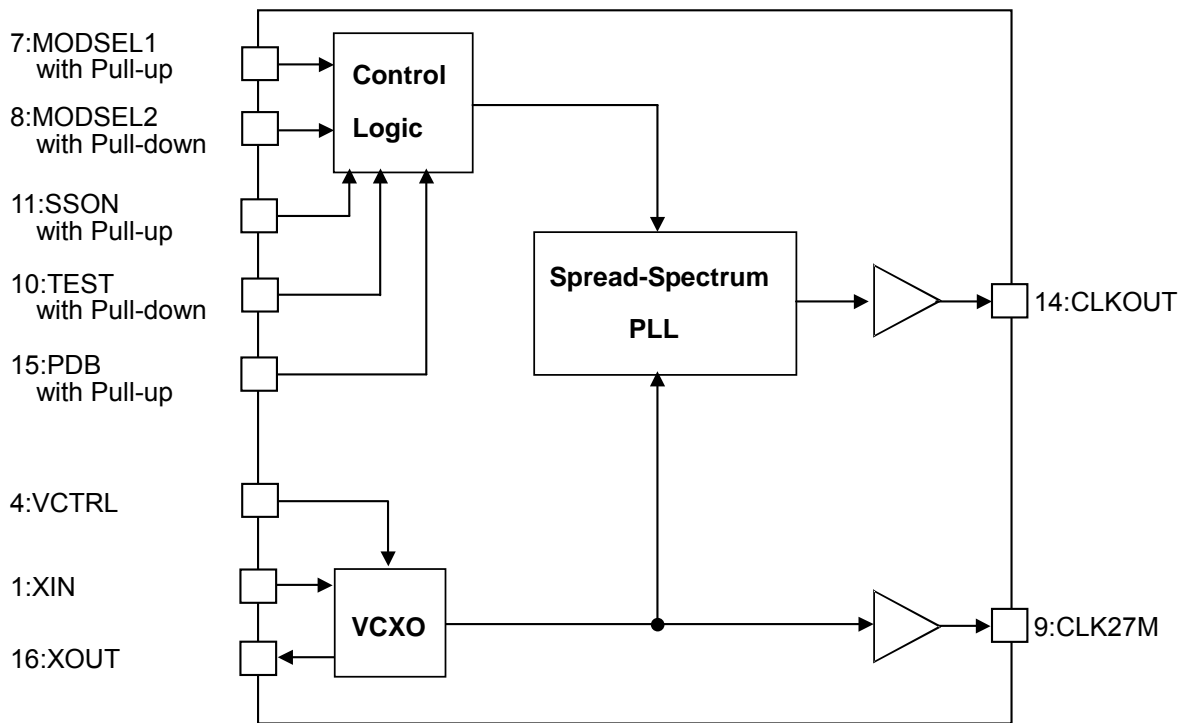 7:MODSEL1
with Pull-up
8:MODSEL2
with Pull-down
11:SSON
with Pull-up
10:TEST
with Pull-down
15:PDB
with Pull-up
4:VCTRL
1:XIN
16:XOUT
Control
Logic
Spread-Spectrum
PLL
VCXO
14:CLKOUT
9:CLK27M